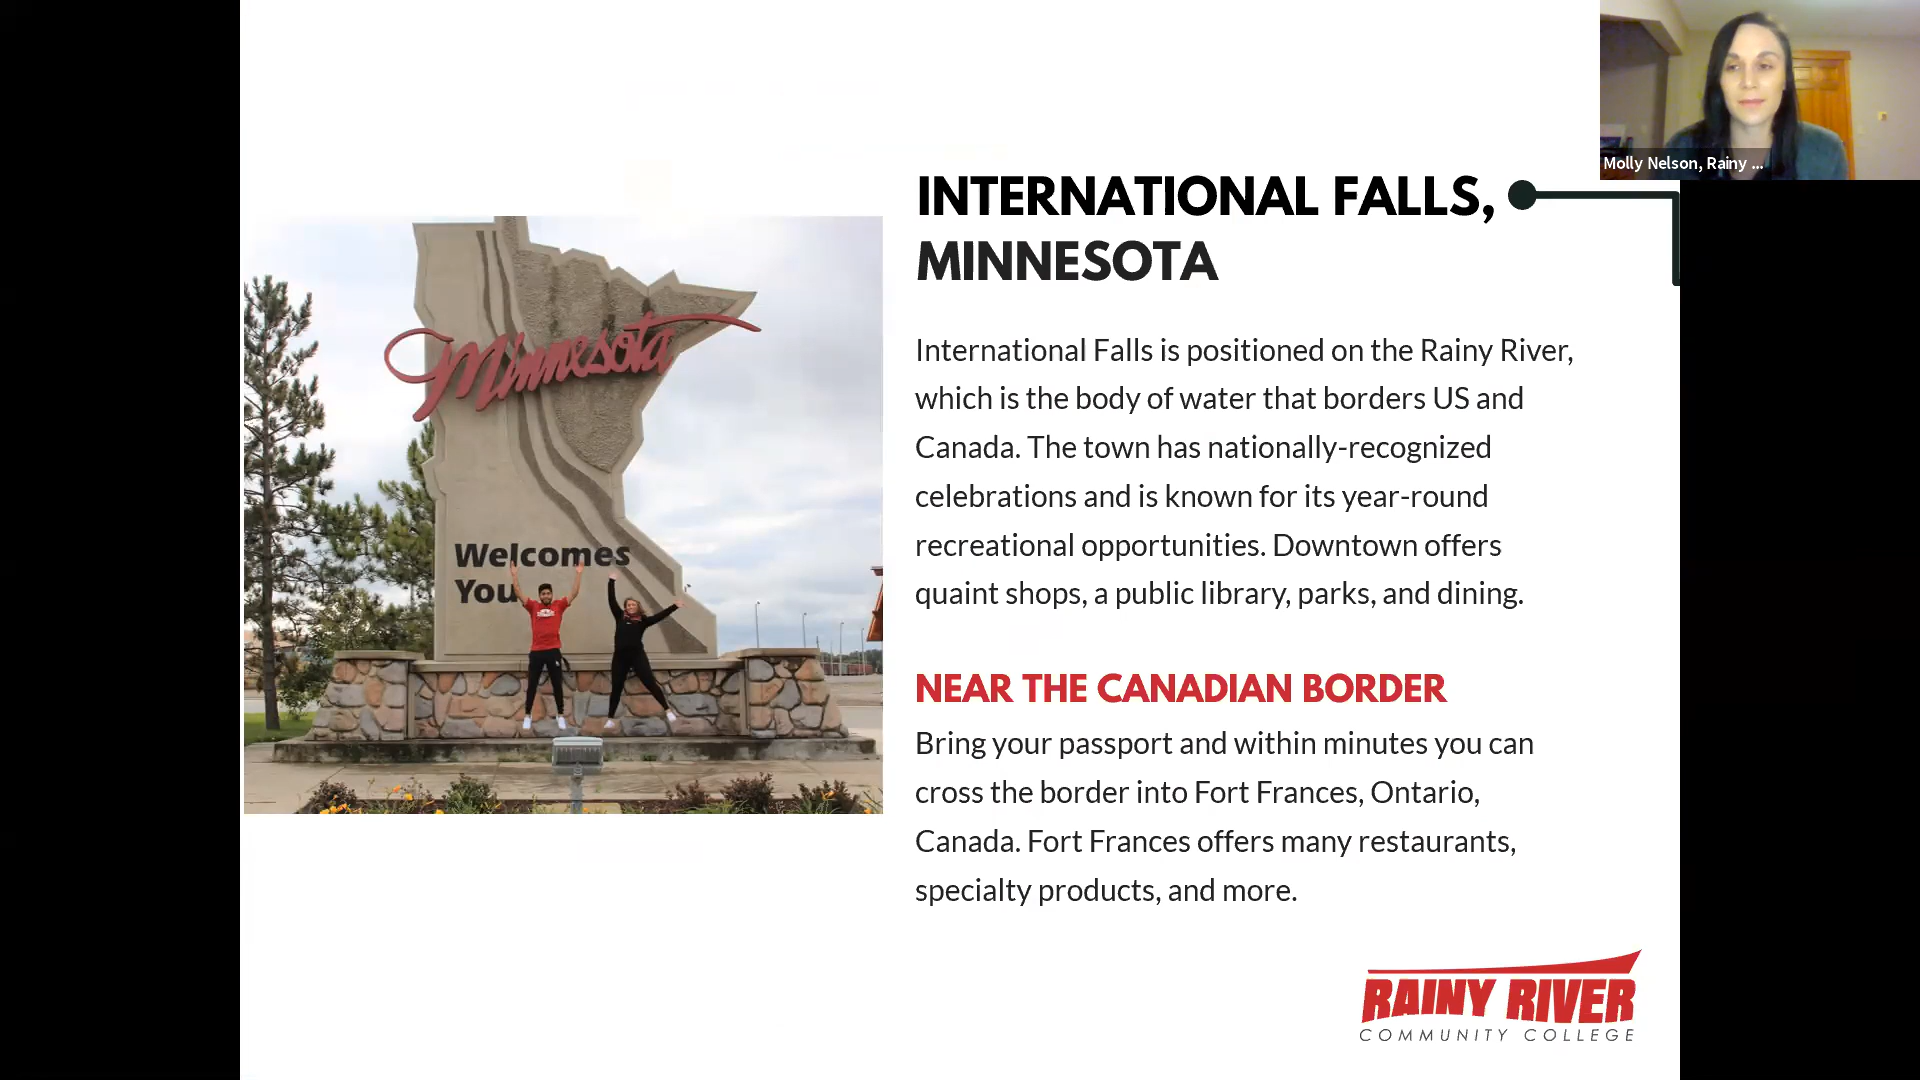 Molly Nelson, Rainy ...
INTERNATIONAL FALLS,
MINNESOTA
Minnesota
Welcomes
You
International Falls is positioned on the Rainy River,
which is the body of water that borders US and
Canada. The town has nationally-recognized
celebrations and is known for its year-round
recreational opportunities. Downtown offers
quaint shops, a public library, parks, and dining.
NEAR THE CANADIAN BORDER
Bring your passport and within minutes you can
cross the border into Fort Frances, Ontario,
Canada. Fort Frances offers many restaurants,
specialty products, and more.
RAINY RIVER
COMMUNITY COLLEGE